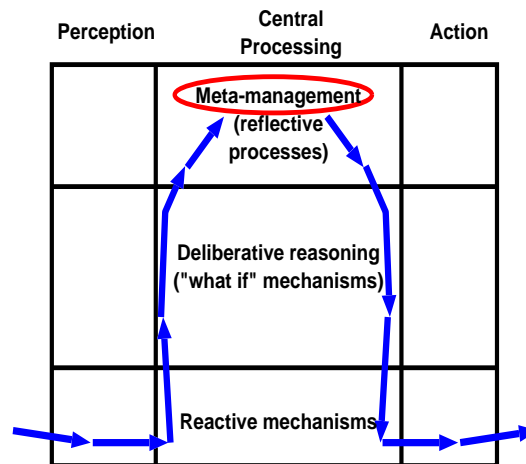 Perception
Central
Processing
Action
Meta-management
(reflective
processes)
Deliberative reasoning
("what if" mechanisms)
Reactive mechanisms